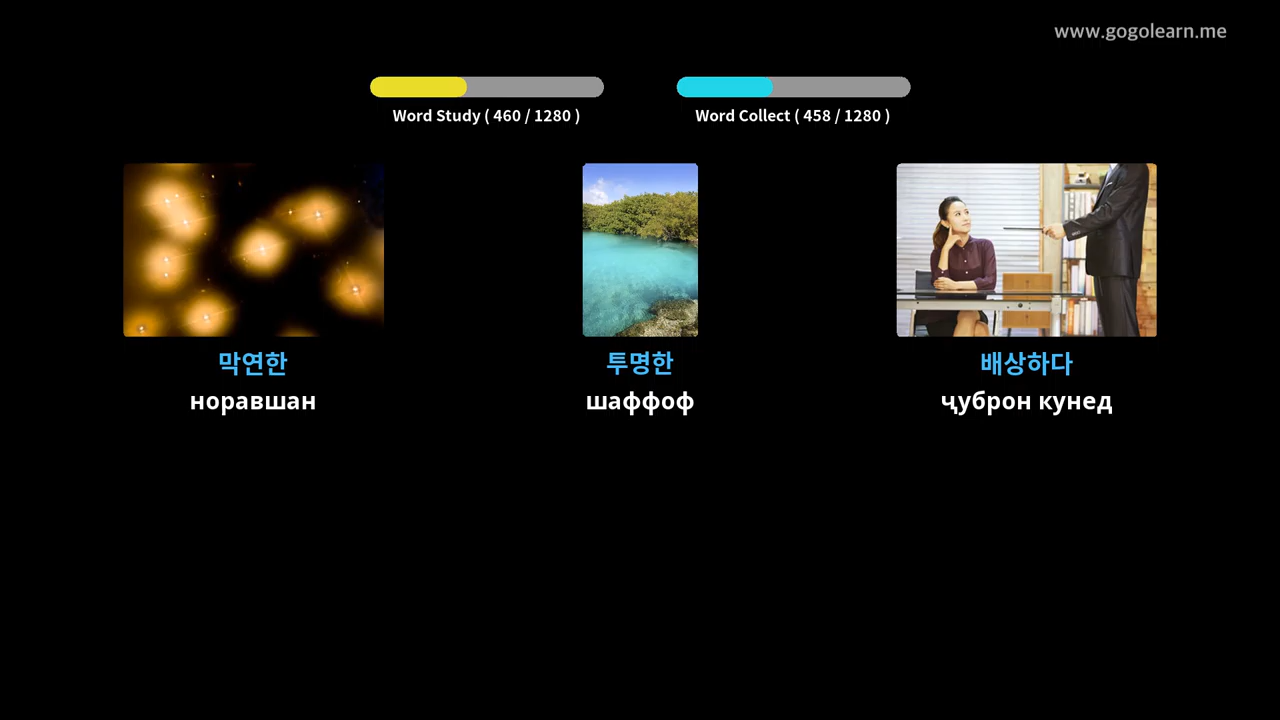 www.gogolearn.me
Word Study ( 460 / 1280 )
Word Collect ( 458 / 1280 )
막연한
투명한
배상하다
норавшан
шаффоф
ҷуброн кунед